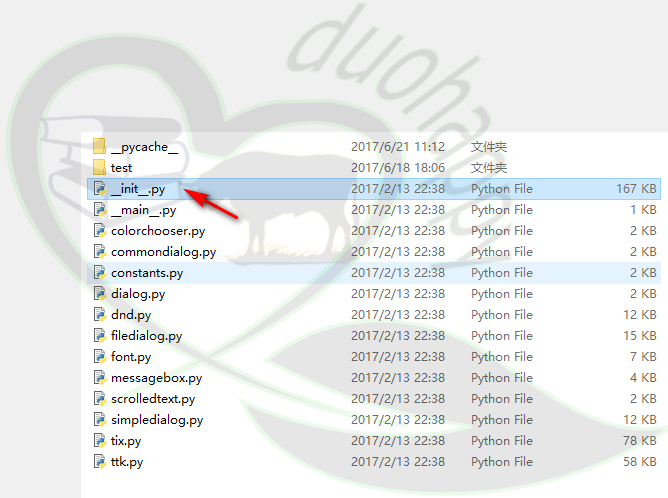 duohaoa
__pycache__ 2017/6/21 11:12 文件夹
test 2017/6/18 18:06 文件夹
__init__.py 2017/2/13 22:38 Python File 167 KB
__main__.py 2017/2/13 22:38 Python File 1 KB
colorchooser.py 2017/2/13 22:38 Python File 2 KB
commondialog.py 2017/2/13 22:38 Python File 2 KB
constants.py 2017/2/13 22:38 Python File 2 KB
dialog.py 2017/2/13 22:38 Python File 2 KB
dnd.py 2017/2/13 22:38 Python File 12 KB
filedialog.py 2017/2/13 22:38 Python File 15 KB
font.py 2017/2/13 22:38 Python File 7 KB
messagebox.py 2017/2/13 22:38 Python File 4 KB
scrolledtext.py 2017/2/13 22:38 Python File 2 KB
simpledialog.py 2017/2/13 22:38 Python File 12 KB
tix.py 2017/2/13 22:38 Python File 78 KB
ttk.py 2017/2/13 22:38 Python File 58 KB